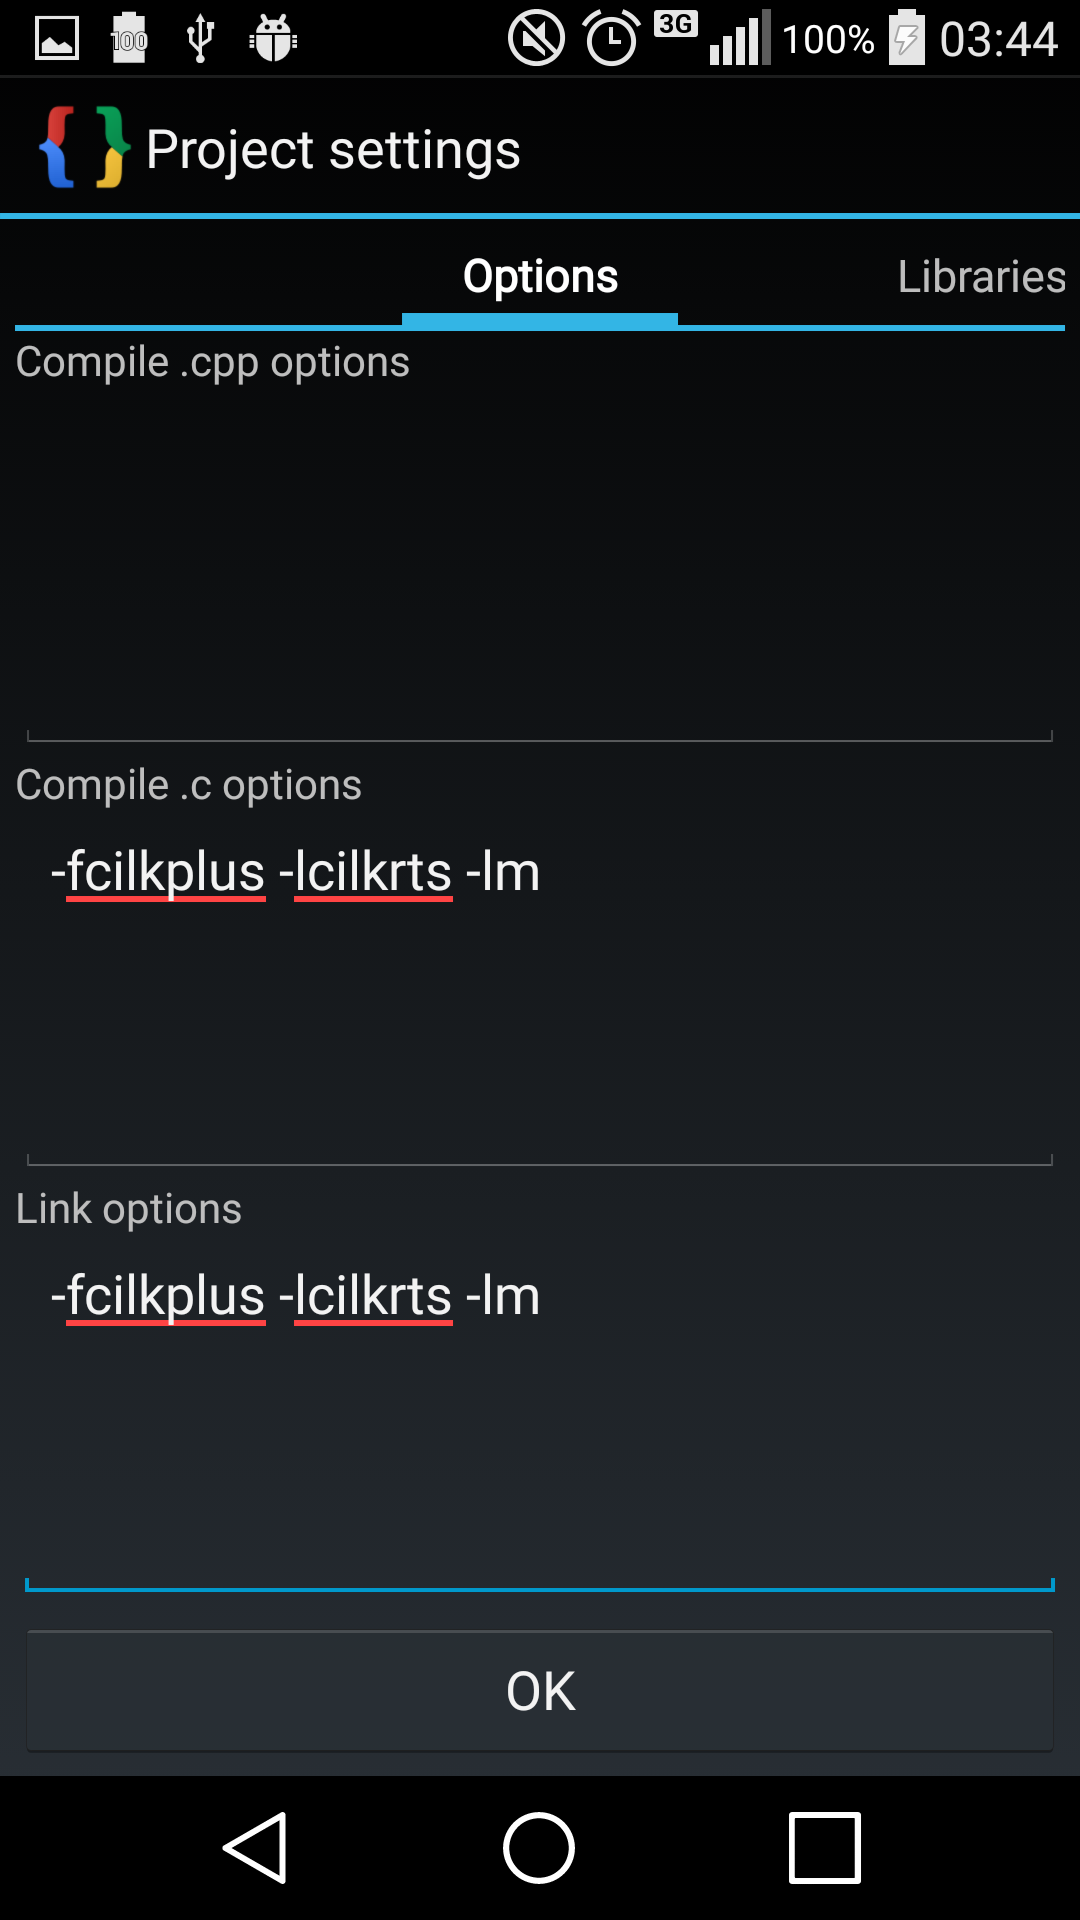 100 3G 100% 03:44
{ } Project settings
Options Libraries
Compile .cpp options
Compile .c options
-fcilkplus -lcilkrts -lm
Link options
-fcilkplus -lcilkrts -lm
OK